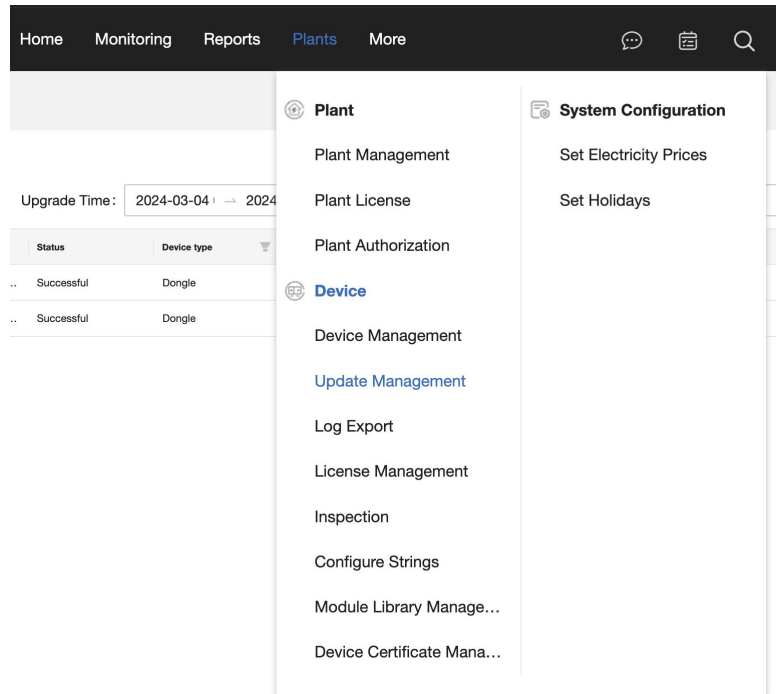 Home Monitoring Reports Plants More
Plant
Plant Management
Plant License
Plant Authorization
Device
Device Management
Update Management
Log Export
License Management
Inspection
Configure Strings
Module Library Manage...
Device Certificate Mana...
System Configuration
Set Electricity Prices
Set Holidays
Upgrade Time: 2024-03-04 → 2024
Status Device type
.. Successful Dongle
.. Successful Dongle